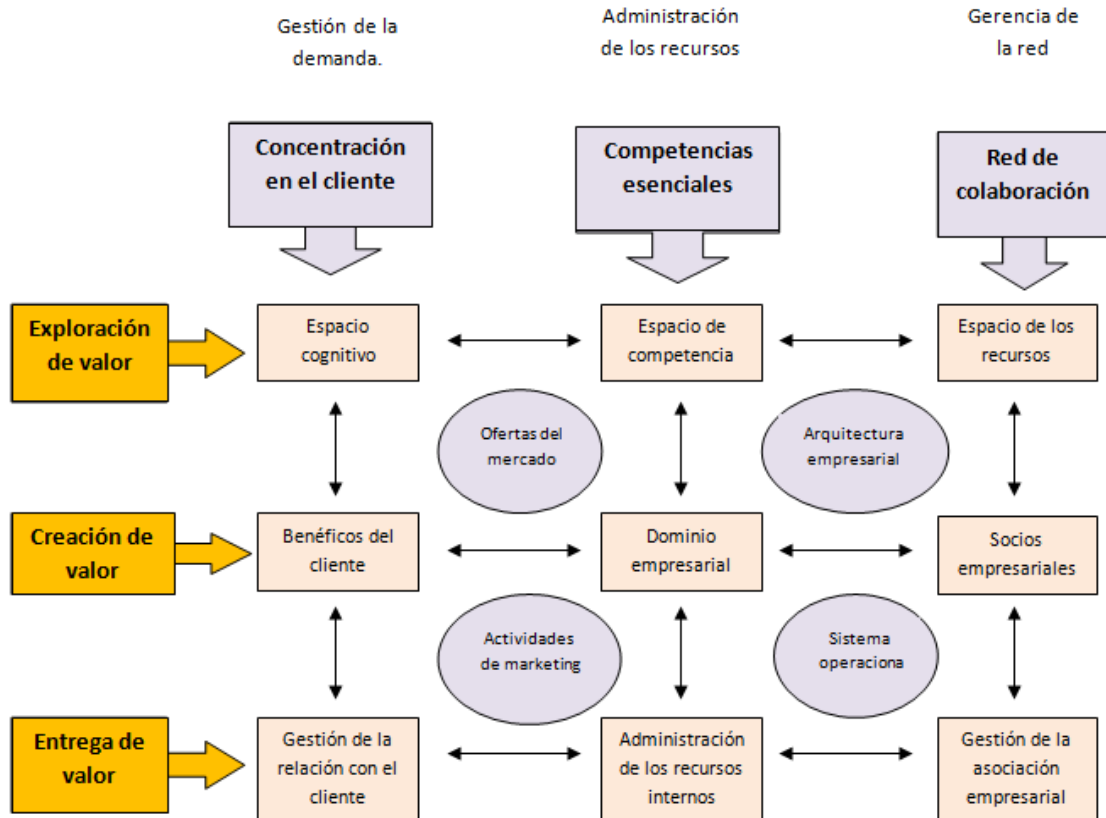 Gestión de la
demanda.
Administración
de los recursos
Gerencia de
la red
Concentración
en el cliente
Competencias
esenciales
Red de
colaboración
Exploración
de valor
Espacio
cognitivo
Espacio de
competencia
Espacio de los
recursos
Ofertas del
mercado
Arquitectura
empresarial
Creación de
valor
Benéficos del
cliente
Dominio
empresarial
Socios
empresariales
Actividades
de marketing
Sistema
operaciona
Entrega de
valor
Gestión de la
relación con el
cliente
Administración
de los recursos
internos
Gestión de la
asociación
empresarial